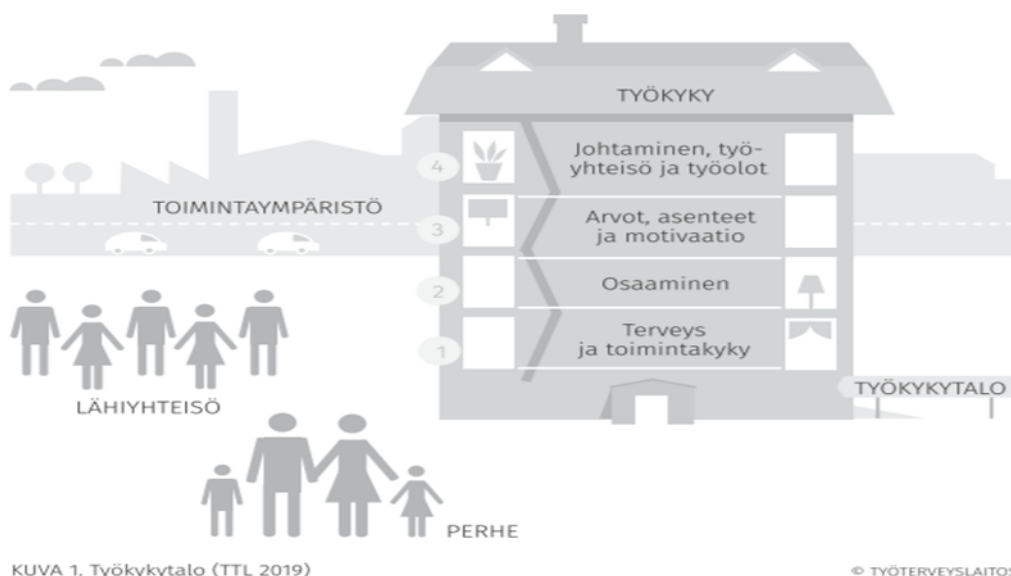 TYÖKYKY
4
Johtaminen, työ-
yhteisö ja työolot
TOIMINTAYMPÄRISTÖ
3
Arvot, asenteet
ja motivaatio
2
Osaaminen
1
Terveys
ja toimintakyky
TYÖKYKYTALO
LÄHIYHTEISÖ
PERHE
KUVA 1. Työkykytalo (TTL 2019)
© TYÖTERVEYSLAITOS